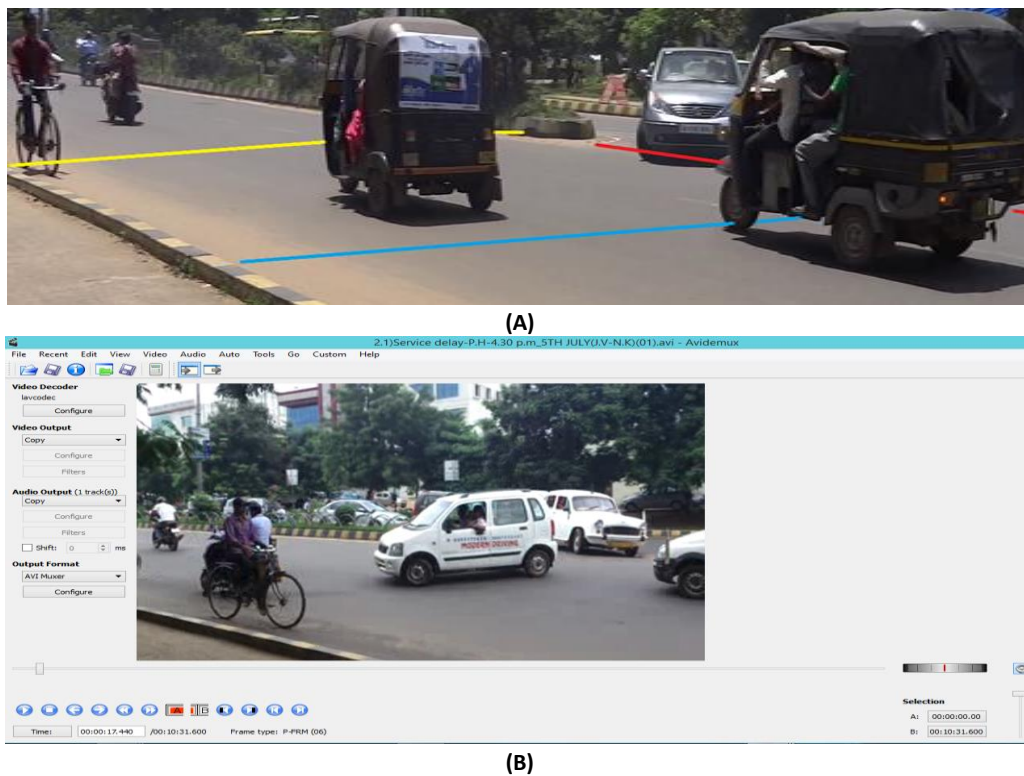 (A)
2.1)Service delay-P.H-4.30 p.m_5TH JULY(J.V-N.K)(01).avi - Avidemux
File Recent Edit View Video Audio Auto Tools Go Custom Help
Video Decoder
lavcodec
Configure
Video Output
Copy
Configure
Filters
Audio Output (1 track(s))
Copy
Configure
Filters
Shift: 0 ms
Output Format
AVI Muxer
Configure
MODERN DRIVING
A B
Selection
A: 00:00:00.00
B: 00:10:31.600
Time: 00:00:17.440 /00:10:31.600 Frame type: P-FRM (06)
(B)